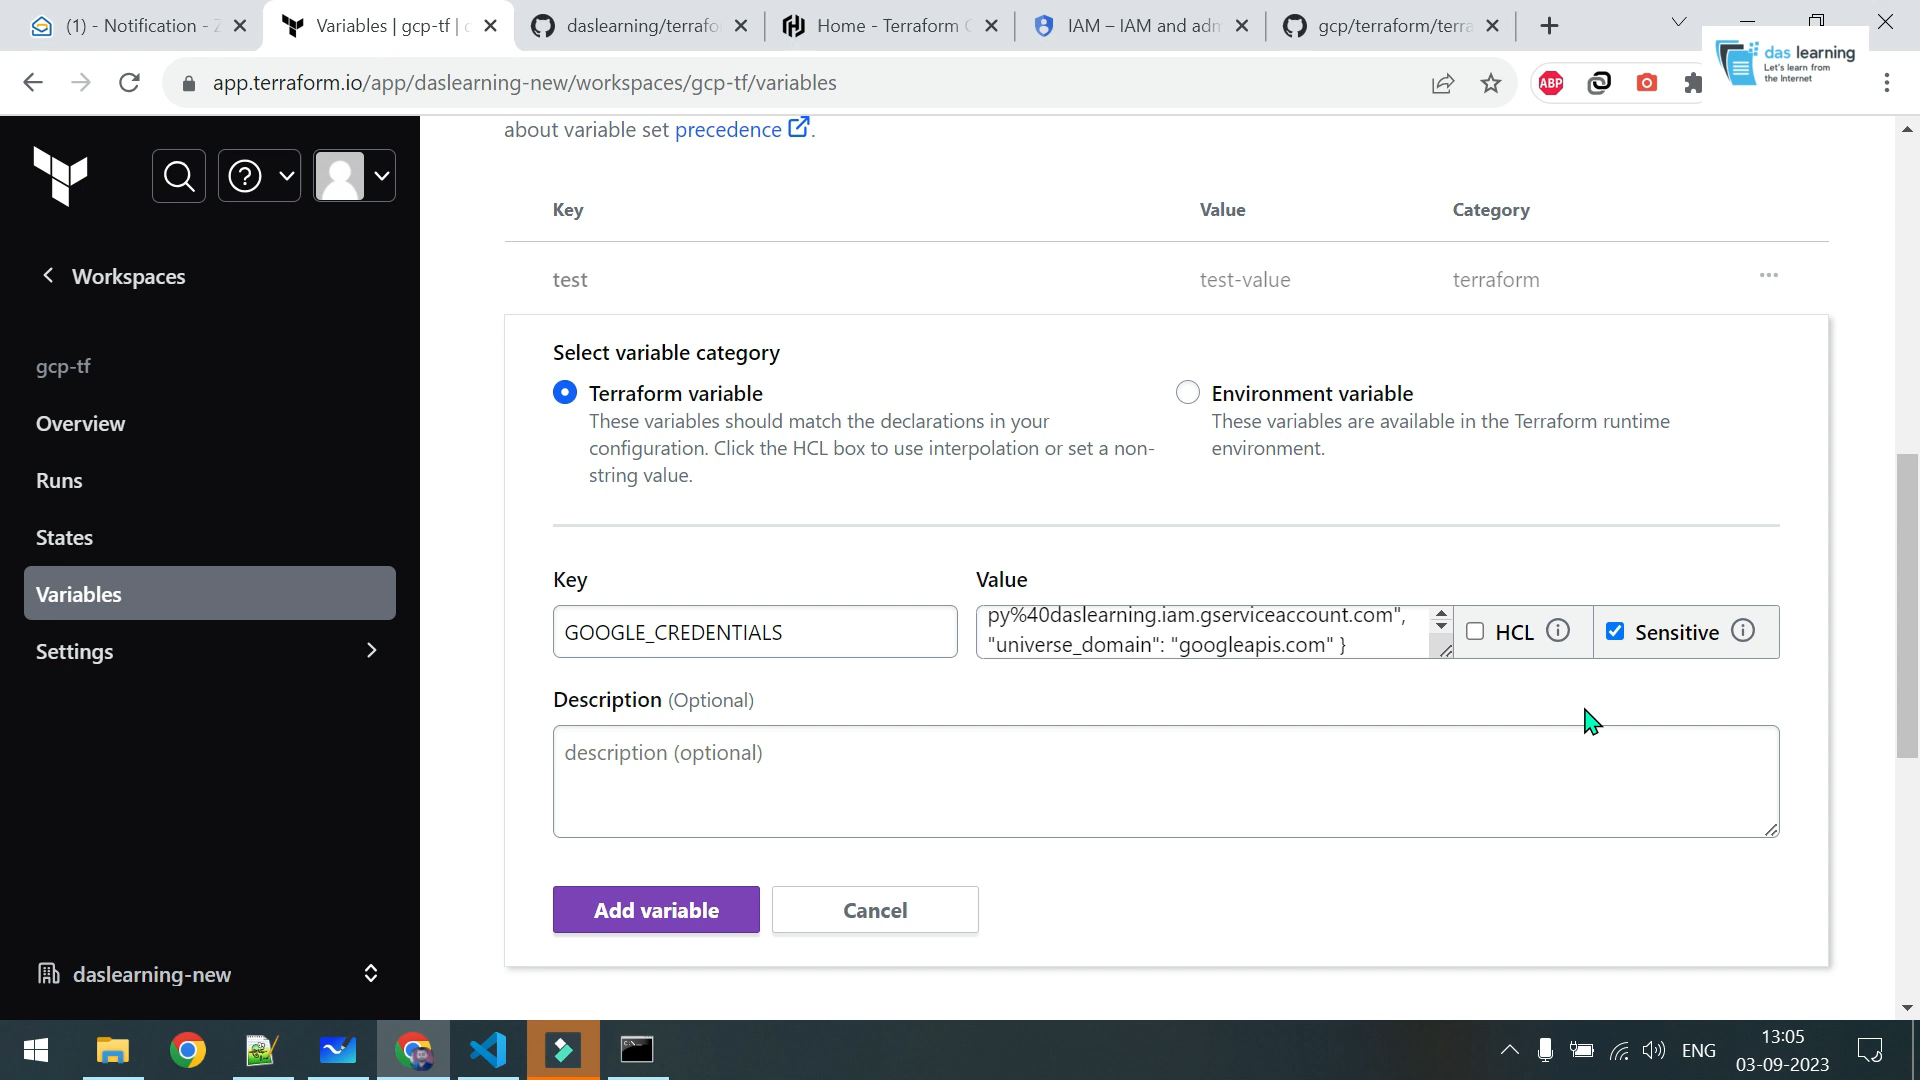 (1) - Notification - Z
Variables | gcp-tf | c
daslearning/terrafo
Home - Terraform C
IAM – IAM and adm
gcp/terraform/terra
app.terraform.io/app/daslearning-new/workspaces/gcp-tf/variables
ABP
das learning
Let's learn from
the Internet
about variable set precedence .
Key
Value
Category
Workspaces
test
test-value
terraform
gcp-tf
Overview
Runs
States
Variables
Settings
daslearning-new
Select variable category
Terraform variable
These variables should match the declarations in your
configuration. Click the HCL box to use interpolation or set a non-
string value.
Environment variable
These variables are available in the Terraform runtime
environment.
Key
Value
GOOGLE_CREDENTIALS
py%40daslearning.iam.gserviceaccount.com",
"universe_domain": "googleapis.com" }
HCL
Sensitive
Description (Optional)
description (optional)
Add variable
Cancel
ENG
13:05
03-09-2023